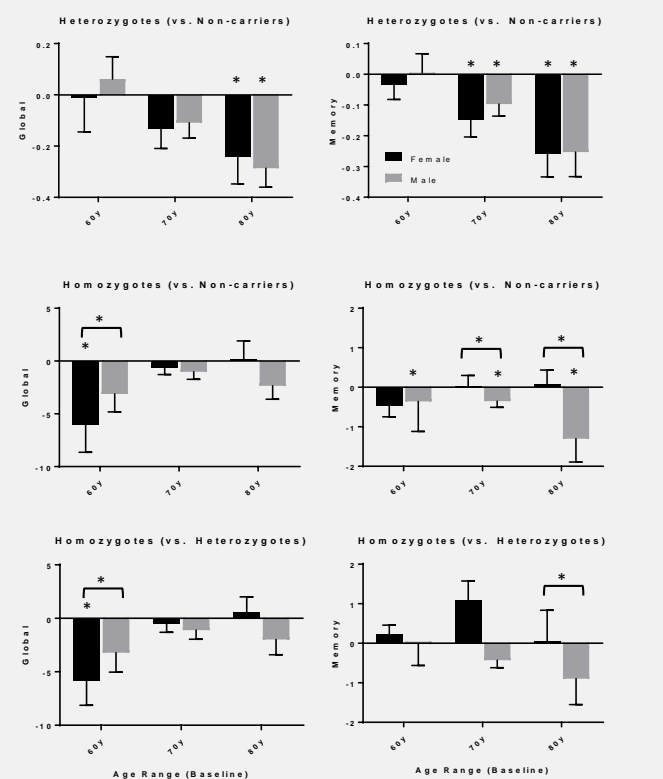 Heterozygotes (vs. Non-carriers)
Global
0.2
0.0
-0.2
-0.4
* *
60y 70y 80y
Heterozygotes (vs. Non-carriers)
Memory
0.1
0.0
-0.1
-0.2
-0.3
-0.4
* * * *
Female
Male
60y 70y 80y
Homozygotes (vs. Non-carriers)
Global
5
0
-5
-10
*
*
60y 70y 80y
Homozygotes (vs. Non-carriers)
Memory
2
1
0
-1
-2
* *
* * *
60y 70y 80y
Homozygotes (vs. Heterozygotes)
Global
5
0
-5
-10
*
*
60y 70y 80y
Age Range (Baseline)
Homozygotes (vs. Heterozygotes)
Memory
2
1
0
-1
-2
*
60y 70y 80y
Age Range (Baseline)